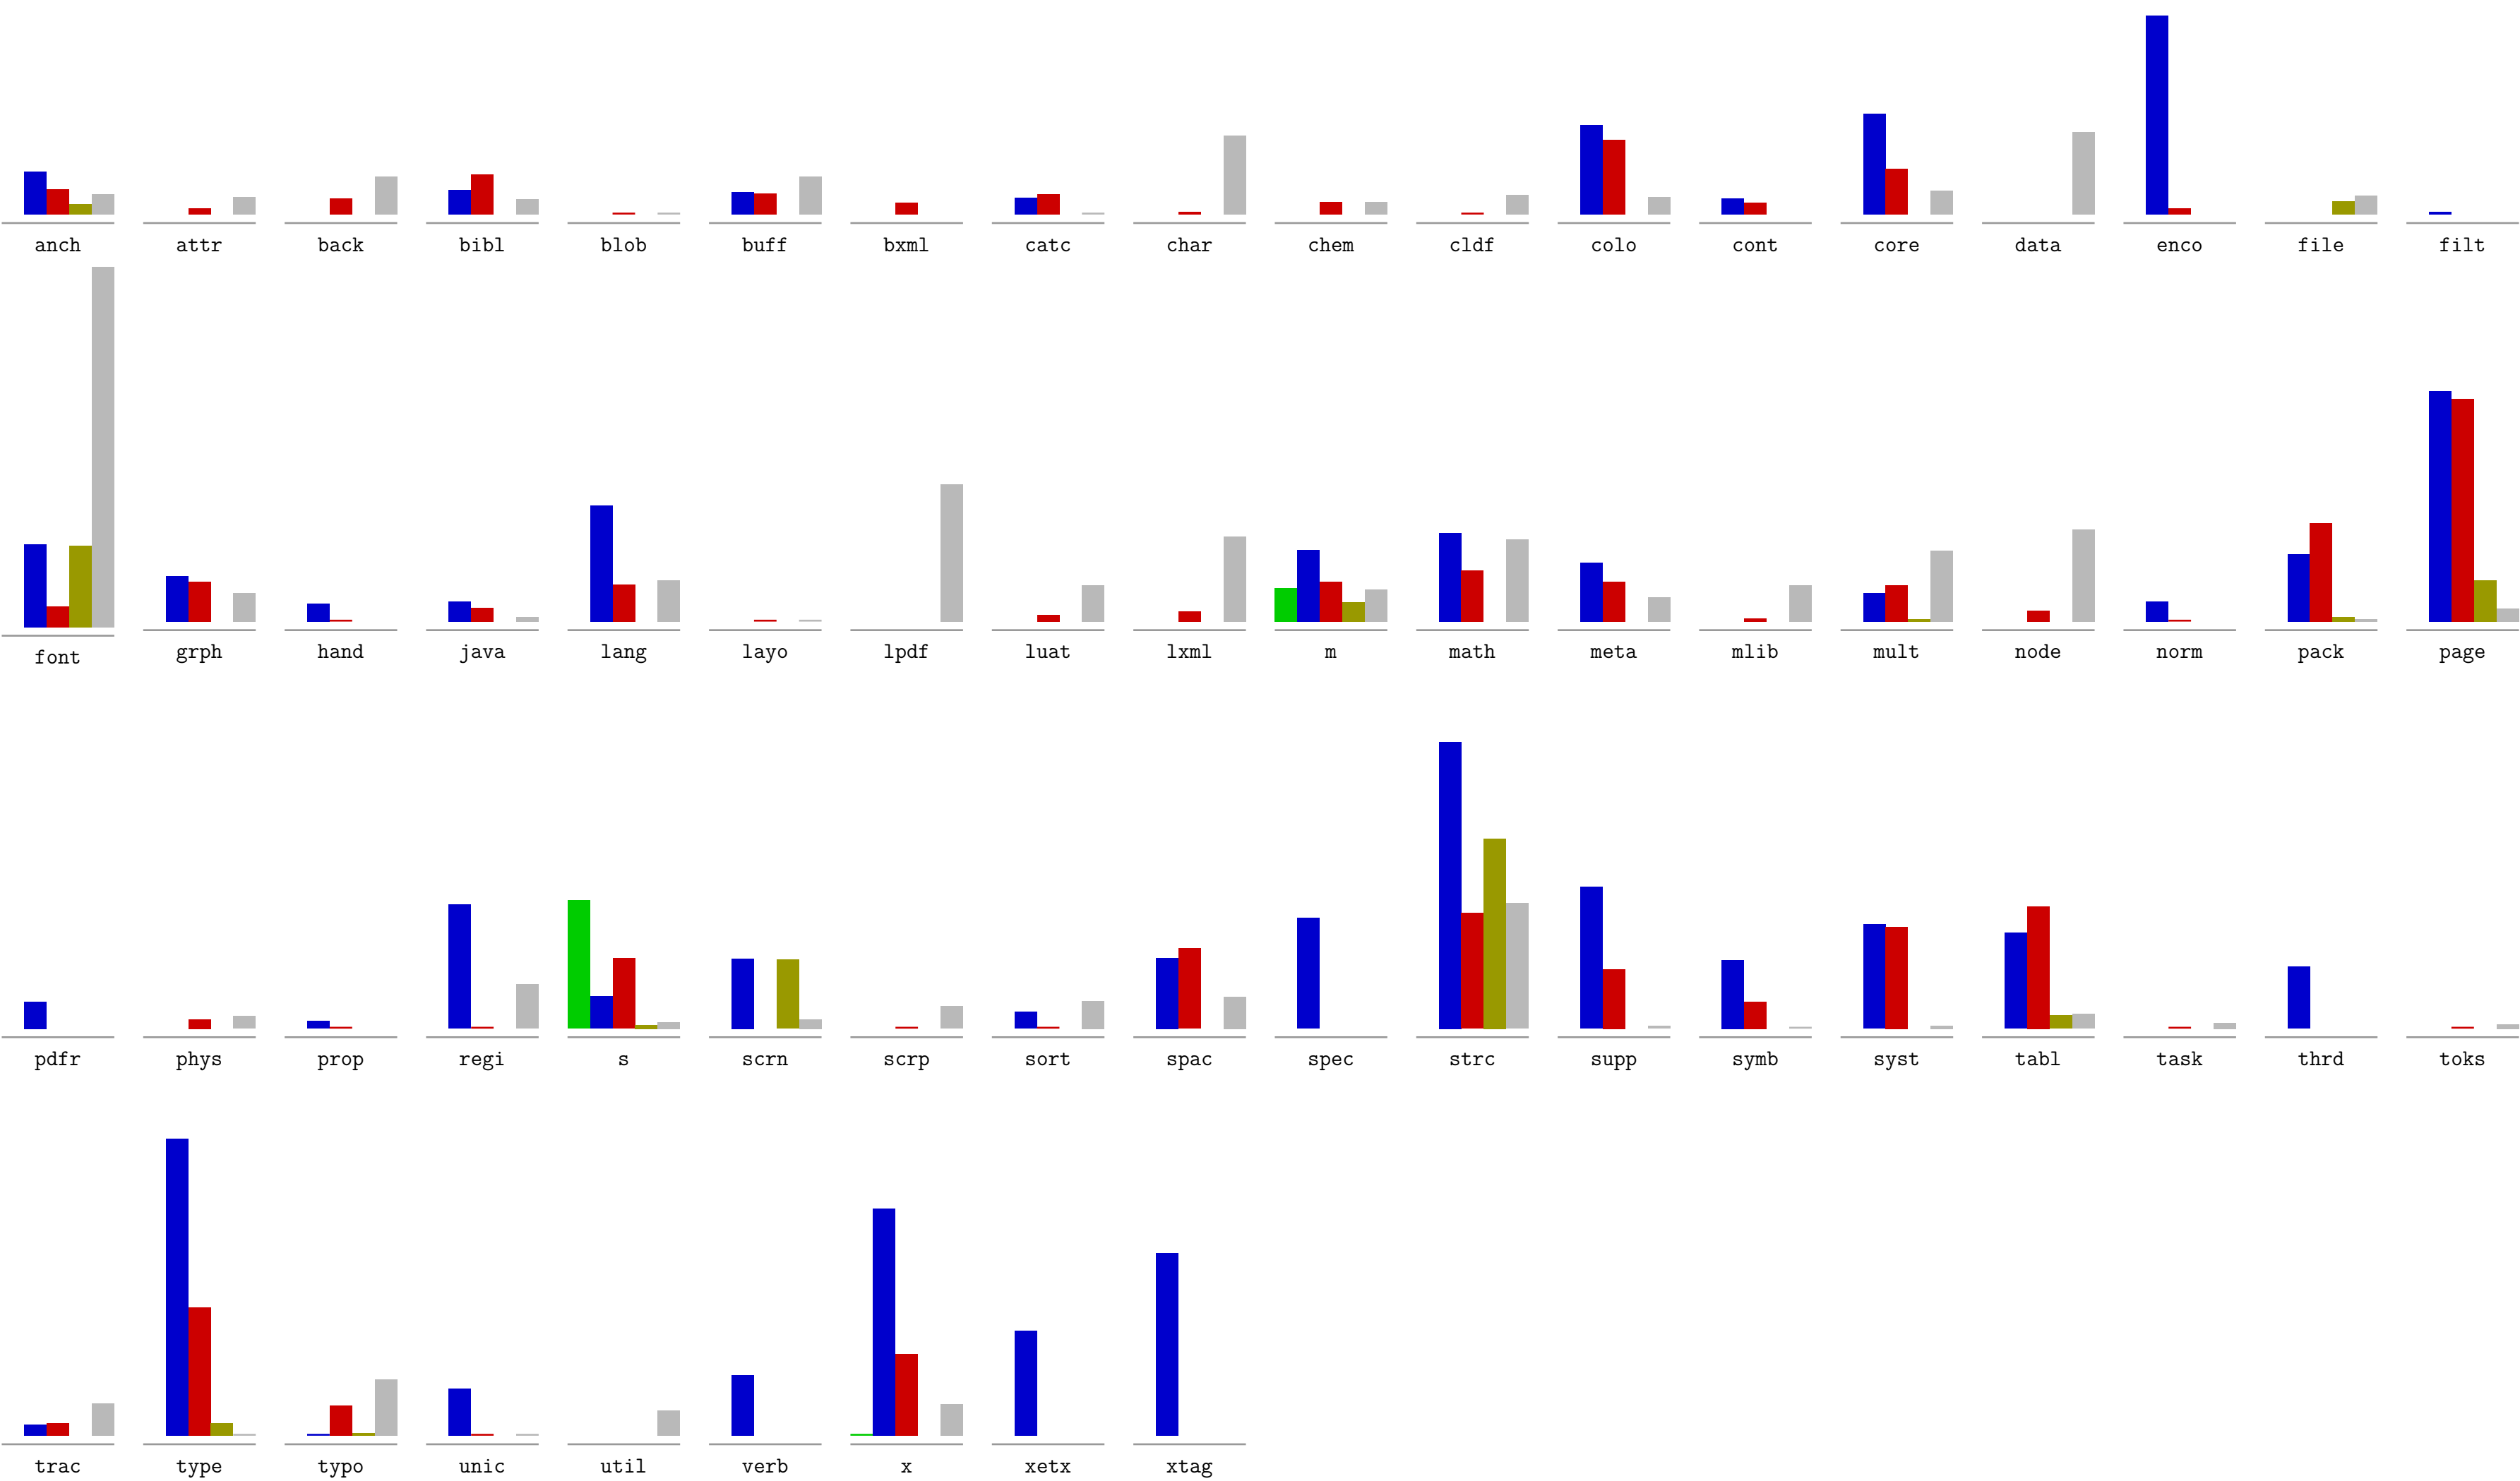 anch attr back bibl blob buff bxml catc char chem cldf colo cont core data enco file filt
font grph hand java lang layo lpdf luat lxml m math meta mlib mult node norm pack page
pdfr phys prop regi s scrn scrp sort spac spec strc supp symb syst tabl task thrd toks
trac type typo unic util verb x xetx xtag